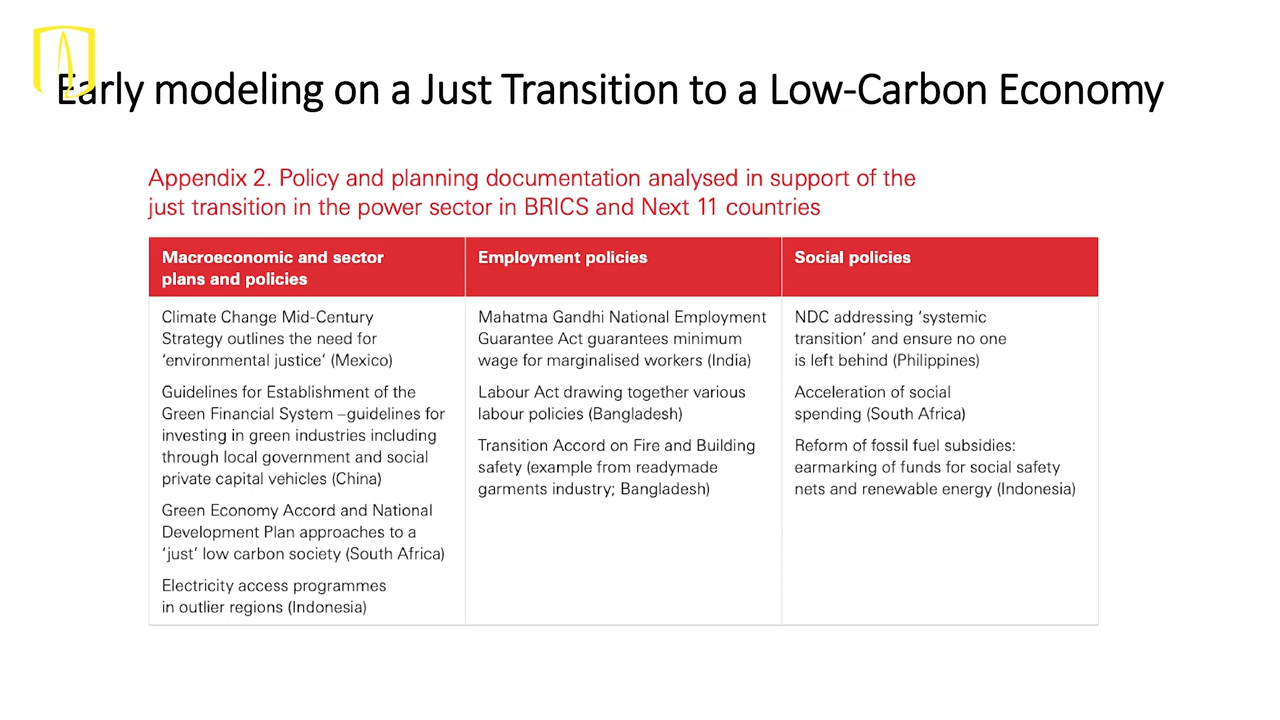 Early modeling on a Just Transition to a Low-Carbon Economy
Appendix 2. Policy and planning documentation analysed in support of the
just transition in the power sector in BRICS and Next 11 countries
Macroeconomic and sector
plans and policies
Climate Change Mid-Century
Strategy outlines the need for
‘environmental justice’ (Mexico)
Guidelines for Establishment of the
Green Financial System –guidelines for
investing in green industries including
through local government and social
private capital vehicles (China)
Green Economy Accord and National
Development Plan approaches to a
‘just’ low carbon society (South Africa)
Electricity access programmes
in outlier regions (Indonesia)
Employment policies
Mahatma Gandhi National Employment
Guarantee Act guarantees minimum
wage for marginalised workers (India)
Labour Act drawing together various
labour policies (Bangladesh)
Transition Accord on Fire and Building
safety (example from readymade
garments industry; Bangladesh)
Social policies
NDC addressing ‘systemic
transition’ and ensure no one
is left behind (Philippines)
Acceleration of social
spending (South Africa)
Reform of fossil fuel subsidies:
earmarking of funds for social safety
nets and renewable energy (Indonesia)